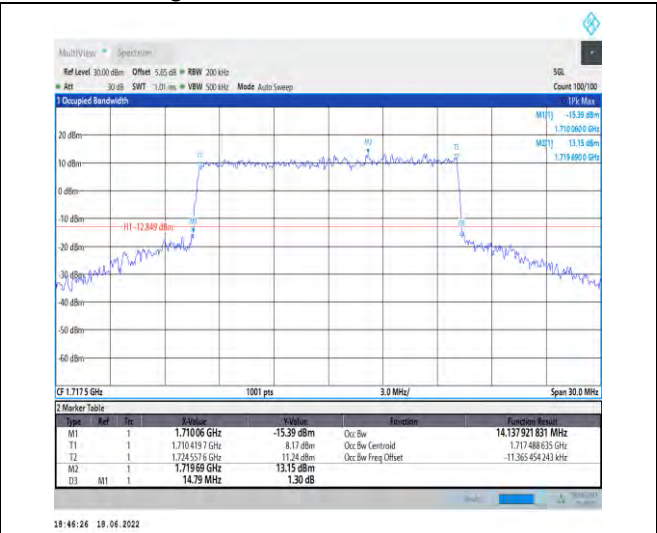 MultiView Spectrum
Ref Level 30.00 dBm Offset 5.65 dB RBW 200 kHz SGL
Att 30 dB SWT 1.01 ms VBW 500 kHz Mode Auto Sweep Count 100/100
1 Occupied Bandwidth 1Pk Max
M1[1] -15.39 dBm
1.710 060 0 GHz
M2[1] 13.15 dBm
1.719 690 0 GHz
20 dBm
M2
T1
T2
10 dBm
0 dBm
-10 dBm
H1 -12.849 dBm
M1
D3
-20 dBm
-30 dBm
-40 dBm
-50 dBm
-60 dBm
CF 1.717 5 GHz 1001 pts 3.0 MHz/ Span 30.0 MHz
2 Marker Table
Type Ref Trc X-Value Y-Value Function Function Result
M1 1 1.710 06 GHz -15.39 dBm Occ Bw 14.137 921 831 MHz
T1 1 1.710 419 7 GHz 8.17 dBm Occ Bw Centroid 1.717 488 635 GHz
T2 1 1.724 557 6 GHz 11.24 dBm Occ Bw Freq Offset -11.365 454 243 kHz
M2 1 1.719 69 GHz 13.15 dBm
D3 M1 1 14.79 MHz 1.30 dB
18:46:26 18.06.2022